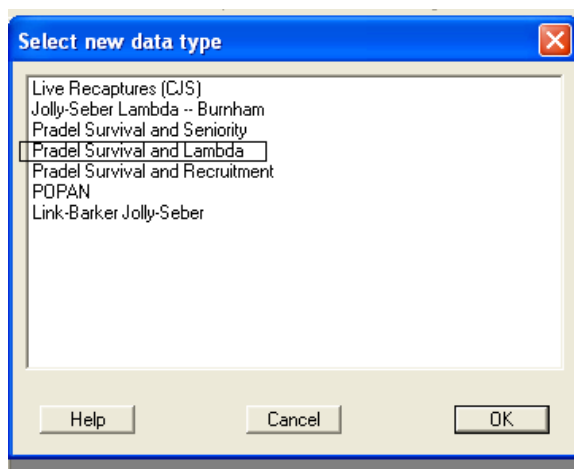 Select new data type
Live Recaptures (CJS)
Jolly-Seber Lambda -- Burnham
Pradel Survival and Seniority
Pradel Survival and Lambda
Pradel Survival and Recruitment
POPAN
Link-Barker Jolly-Seber
Help Cancel OK